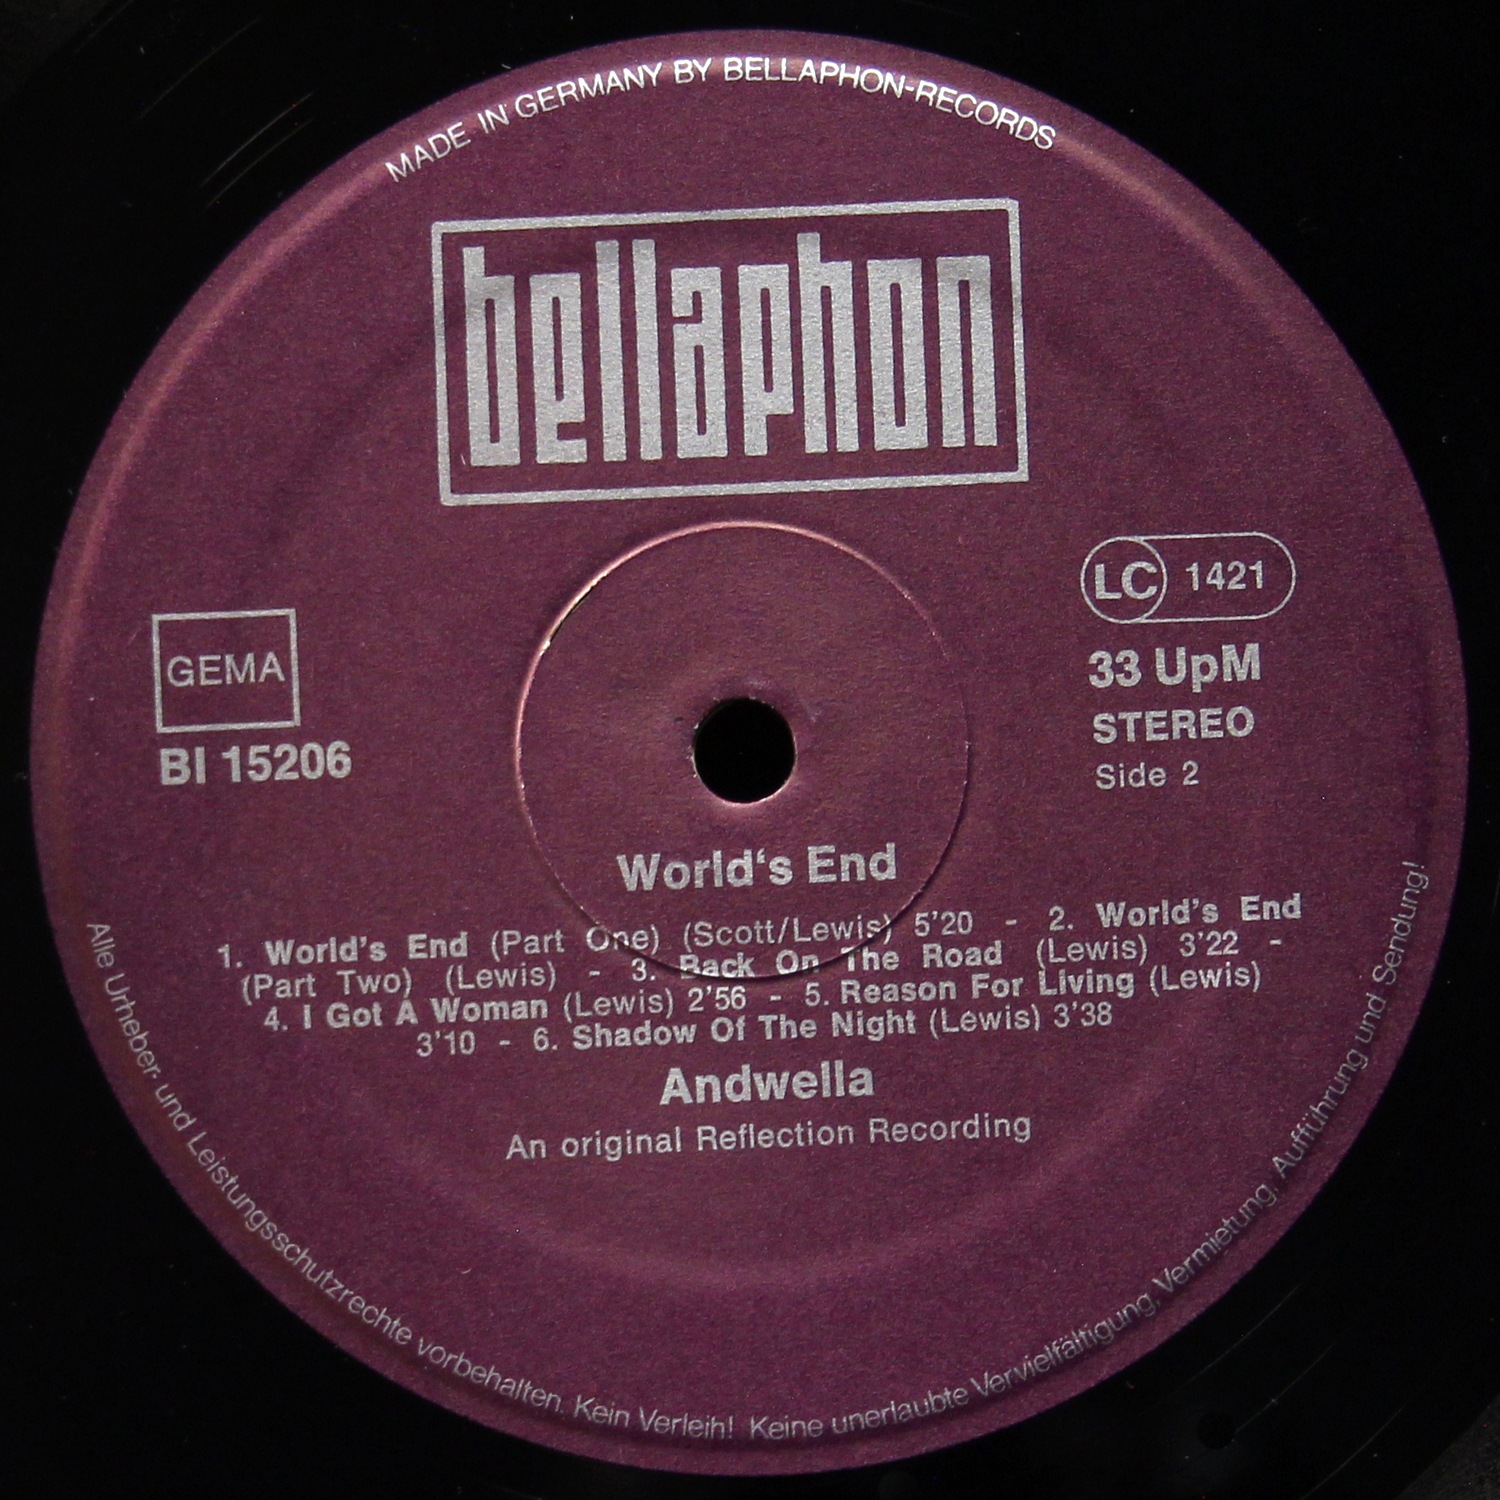 MADE IN GERMANY BY BELLAPHON-RECORDS
bellaphon
LC 1421
GEMA
33 UpM
BI 15206
STEREO
Side 2
World‘s End
1. World's End (Part One) (Scott/Lewis) 5'20 - 2. World's End
(Part Two) (Lewis) - 3. Back On The Road (Lewis) 3'22 -
4. I Got A Woman (Lewis) 2'56 - 5. Reason For Living (Lewis)
3'10 - 6. Shadow Of The Night (Lewis) 3'38
Andwella
An original Reflection Recording
Alle Urheber- und Leistungsschutzrechte vorbehalten. Kein Verleih! Keine unerlaubte Vervielfältigung, Vermietung, Aufführung und Sendung!